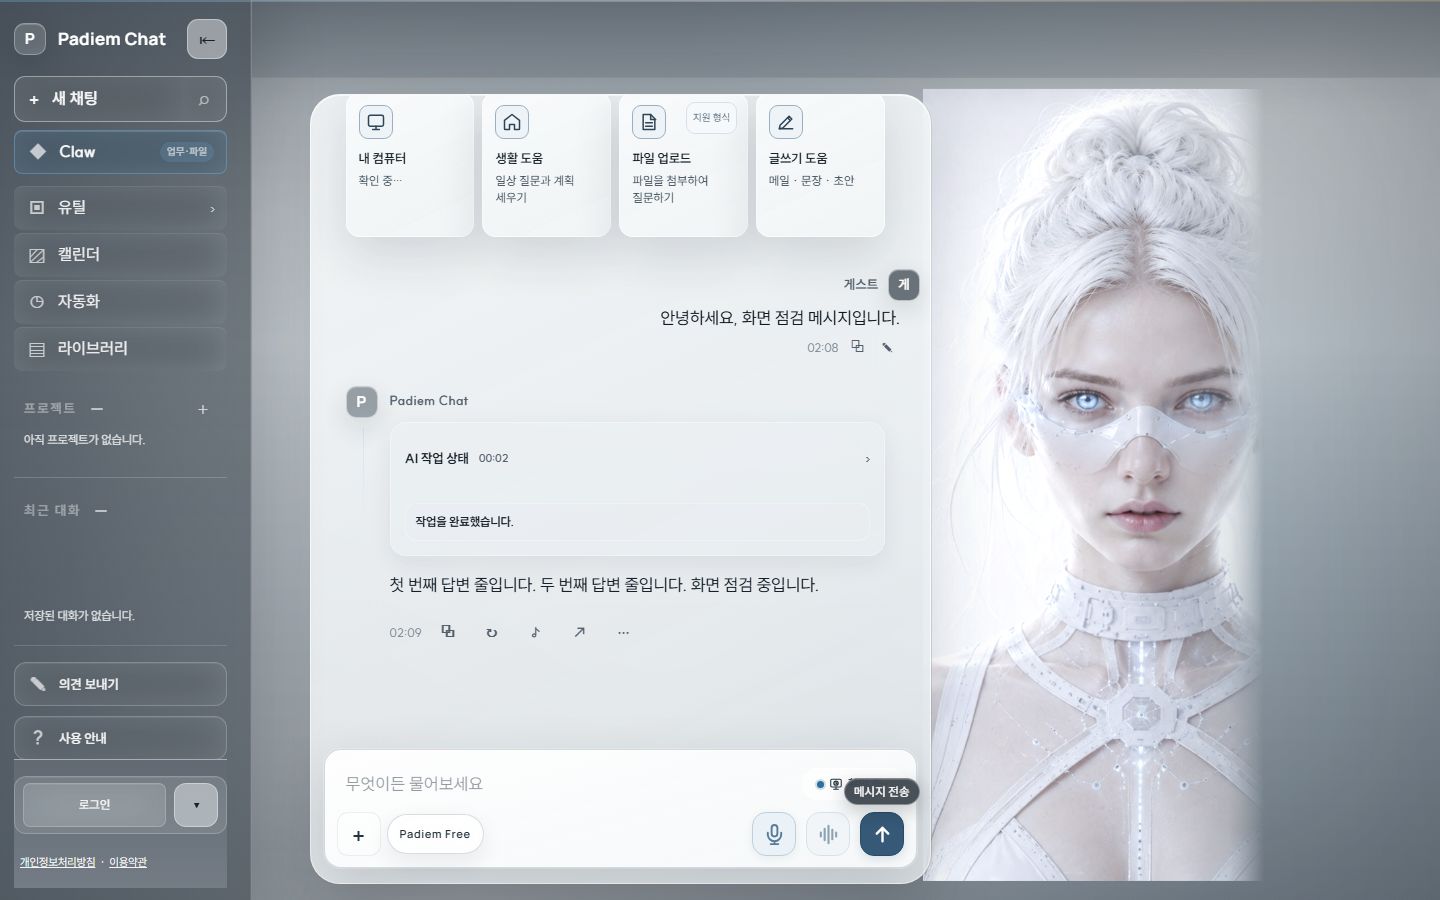 P Padiem Chat
+ 새 채팅
Claw 업무·파일
유틸
캘린더
자동화
라이브러리
프로젝트
아직 프로젝트가 없습니다.
최근 대화
저장된 대화가 없습니다.
의견 보내기
? 사용 안내
로그인
개인정보처리방침 · 이용약관
내 컴퓨터
확인 중…
생활 도움
일상 질문과 계획
세우기
지원 형식
파일 업로드
파일을 첨부하여
질문하기
글쓰기 도움
메일 · 문장 · 초안
게스트 게
안녕하세요, 화면 점검 메시지입니다.
02:08
P Padiem Chat
AI 작업 상태 00:02
작업을 완료했습니다.
첫 번째 답변 줄입니다. 두 번째 답변 줄입니다. 화면 점검 중입니다.
02:09
무엇이든 물어보세요
메시지 전송
+ Padiem Free